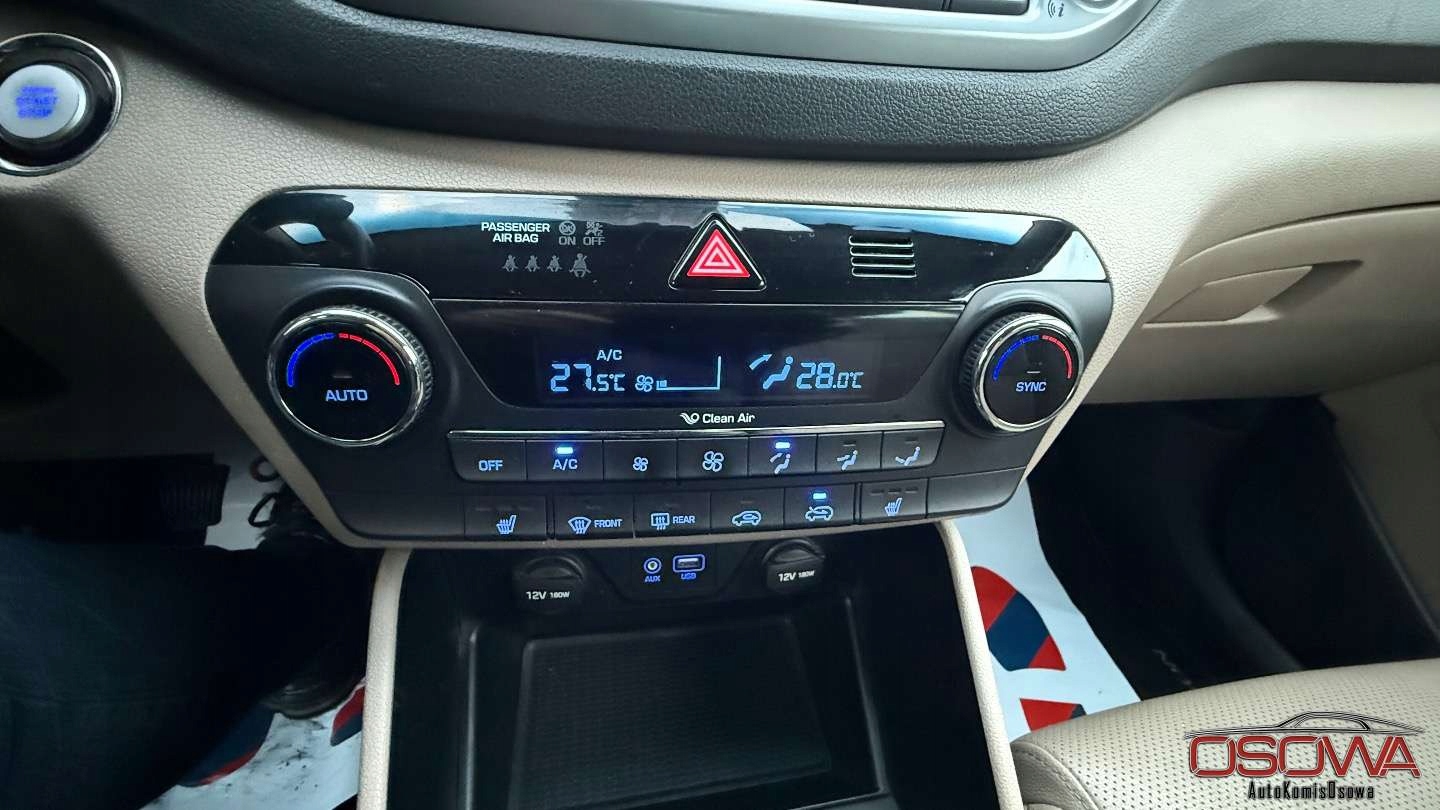 PASSENGER
AIR BAG ON OFF
A/C
27.5°C 28.0°C
AUTO
SYNC
Clean Air
OFF A/C
FRONT REAR
AUX USB
12V 180W 12V 180W
OSOWA
AutoKomisOsowa